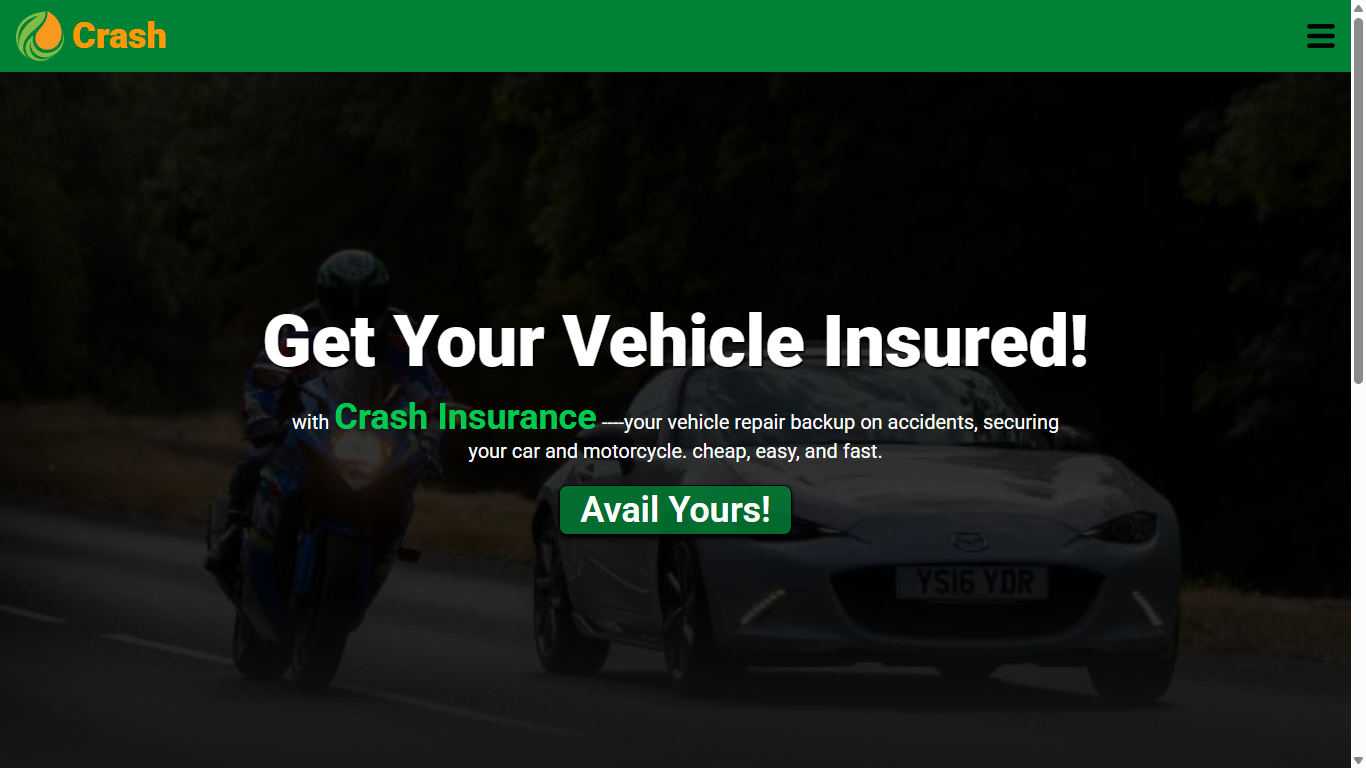 Crash
Get Your Vehicle Insured!
with Crash Insurance ----your vehicle repair backup on accidents, securing
your car and motorcycle. cheap, easy, and fast.
Avail Yours!
YS16 YDR